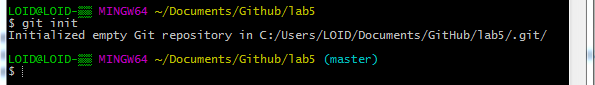 LOID@LOID-▒▒ MINGW64 ~/Documents/Github/lab5
$ git init
Initialized empty Git repository in C:/Users/LOID/Documents/GitHub/lab5/.git/
LOID@LOID-▒▒ MINGW64 ~/Documents/Github/lab5 (master)
$